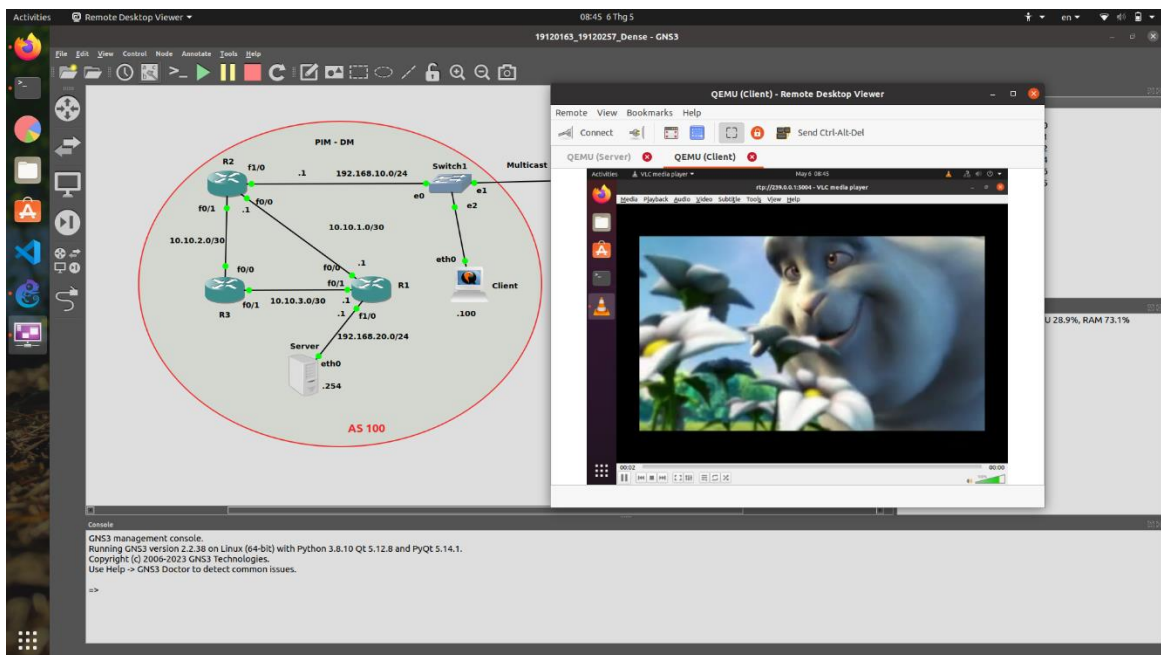 Activities Remote Desktop Viewer 08:45 6 Thg 5 en
19120163_19120257_Dense - GNS3
File Edit View Control Node Annotate Tools Help
QEMU (Client) - Remote Desktop Viewer
Remote View Bookmarks Help
Connect Send Ctrl-Alt-Del
QEMU (Server) QEMU (Client)
Activities VLC media player May 6 08:45
rtp://239.0.0.1:5004 - VLC media player
Media Playback Audio Video Subtitle Tools View Help
00:02 00:00
PIM - DM
R2 f1/0 .1 192.168.10.0/24 Switch1 Multicast
e0 e1
f0/1 .1 f0/0 e2
10.10.1.0/30
10.10.2.0/30
f0/0 f0/0 .1 eth0
f0/1 R1 Client
f0/1 10.10.3.0/30 .1
R3 .1 f1/0 .100
192.168.20.0/24
Server
eth0
.254
AS 100
U 28.9%, RAM 73.1%
Console
GNS3 management console.
Running GNS3 version 2.2.38 on Linux (64-bit) with Python 3.8.10 Qt 5.12.8 and PyQt 5.14.1.
Copyright (c) 2006-2023 GNS3 Technologies.
Use Help -> GNS3 Doctor to detect common issues.
=>